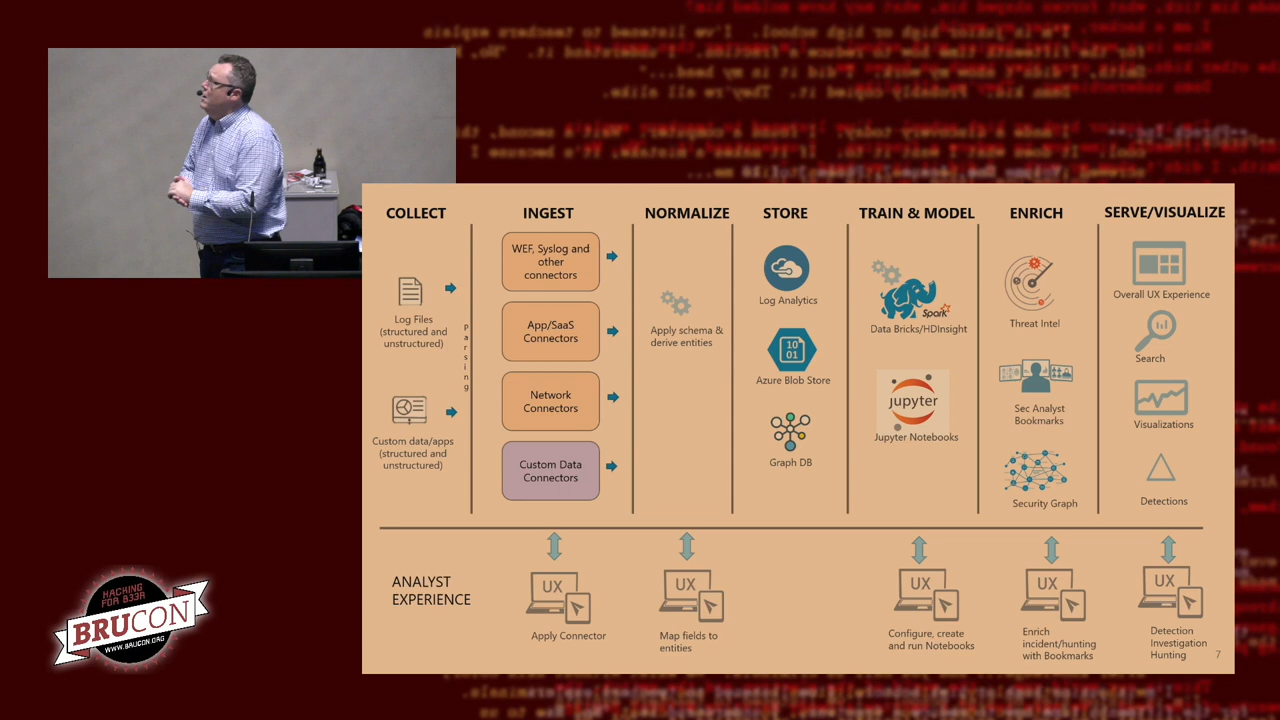 COLLECT
INGEST
NORMALIZE
STORE
TRAIN & MODEL
ENRICH
SERVE/VISUALIZE
Log Files
(structured and
unstructured)
Custom data/apps
(structured and
unstructured)
Parsing
WEF, Syslog and
other
connectors
App/SaaS
Connectors
Network
Connectors
Custom Data
Connectors
Apply schema &
derive entities
Log Analytics
10
01
Azure Blob Store
Graph DB
Spark
Data Bricks/HDInsight
jupyter
Jupyter Notebooks
Threat Intel
Sec Analyst
Bookmarks
Security Graph
Overall UX Experience
Search
Visualizations
Detections
ANALYST
EXPERIENCE
UX
Apply Connector
UX
Map fields to
entities
UX
Configure, create
and run Notebooks
UX
Enrich
incident/hunting
with Bookmarks
UX
Detection
Investigation
Hunting
7
HACKING
FOR B33R
BRUCON
WWW.BRUCON.ORG